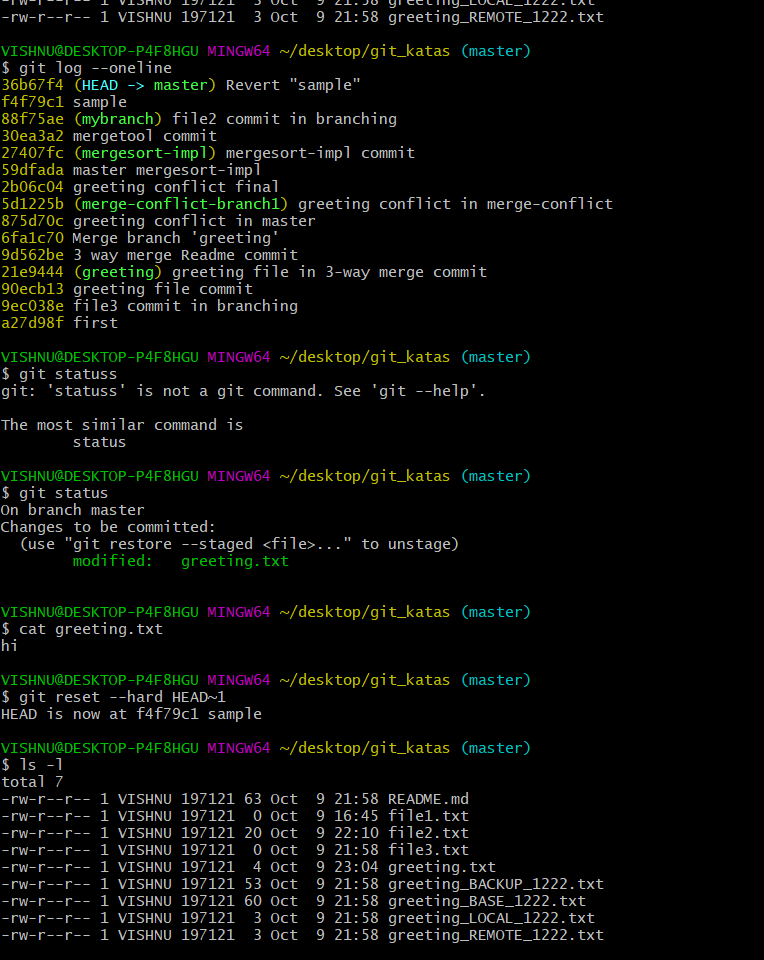 -rw-r--r-- 1 VISHNU 197121  3 Oct  9 21:58 greeting_LOCAL_1222.txt
-rw-r--r-- 1 VISHNU 197121  3 Oct  9 21:58 greeting_REMOTE_1222.txt

VISHNU@DESKTOP-P4F8HGU MINGW64 ~/desktop/git_katas (master)
$ git log --oneline
36b67f4 (HEAD -> master) Revert "sample"
f4f79c1 sample
88f75ae (mybranch) file2 commit in branching
30ea3a2 mergetool commit
27407fc (mergesort-impl) mergesort-impl commit
59dfada master mergesort-impl
2b06c04 greeting conflict final
5d1225b (merge-conflict-branch1) greeting conflict in merge-conflict
875d70c greeting conflict in master
6fa1c70 Merge branch 'greeting'
9d562be 3 way merge Readme commit
21e9444 (greeting) greeting file in 3-way merge commit
90ecb13 greeting file commit
9ec038e file3 commit in branching
a27d98f first

VISHNU@DESKTOP-P4F8HGU MINGW64 ~/desktop/git_katas (master)
$ git statuss
git: 'statuss' is not a git command. See 'git --help'.

The most similar command is
        status

VISHNU@DESKTOP-P4F8HGU MINGW64 ~/desktop/git_katas (master)
$ git status
On branch master
Changes to be committed:
  (use "git restore --staged <file>..." to unstage)
        modified:   greeting.txt

VISHNU@DESKTOP-P4F8HGU MINGW64 ~/desktop/git_katas (master)
$ cat greeting.txt
hi

VISHNU@DESKTOP-P4F8HGU MINGW64 ~/desktop/git_katas (master)
$ git reset --hard HEAD~1
HEAD is now at f4f79c1 sample

VISHNU@DESKTOP-P4F8HGU MINGW64 ~/desktop/git_katas (master)
$ ls -l
total 7
-rw-r--r-- 1 VISHNU 197121 63 Oct  9 21:58 README.md
-rw-r--r-- 1 VISHNU 197121  0 Oct  9 16:45 file1.txt
-rw-r--r-- 1 VISHNU 197121 20 Oct  9 22:10 file2.txt
-rw-r--r-- 1 VISHNU 197121  0 Oct  9 21:58 file3.txt
-rw-r--r-- 1 VISHNU 197121  4 Oct  9 23:04 greeting.txt
-rw-r--r-- 1 VISHNU 197121 53 Oct  9 21:58 greeting_BACKUP_1222.txt
-rw-r--r-- 1 VISHNU 197121 60 Oct  9 21:58 greeting_BASE_1222.txt
-rw-r--r-- 1 VISHNU 197121  3 Oct  9 21:58 greeting_LOCAL_1222.txt
-rw-r--r-- 1 VISHNU 197121  3 Oct  9 21:58 greeting_REMOTE_1222.txt